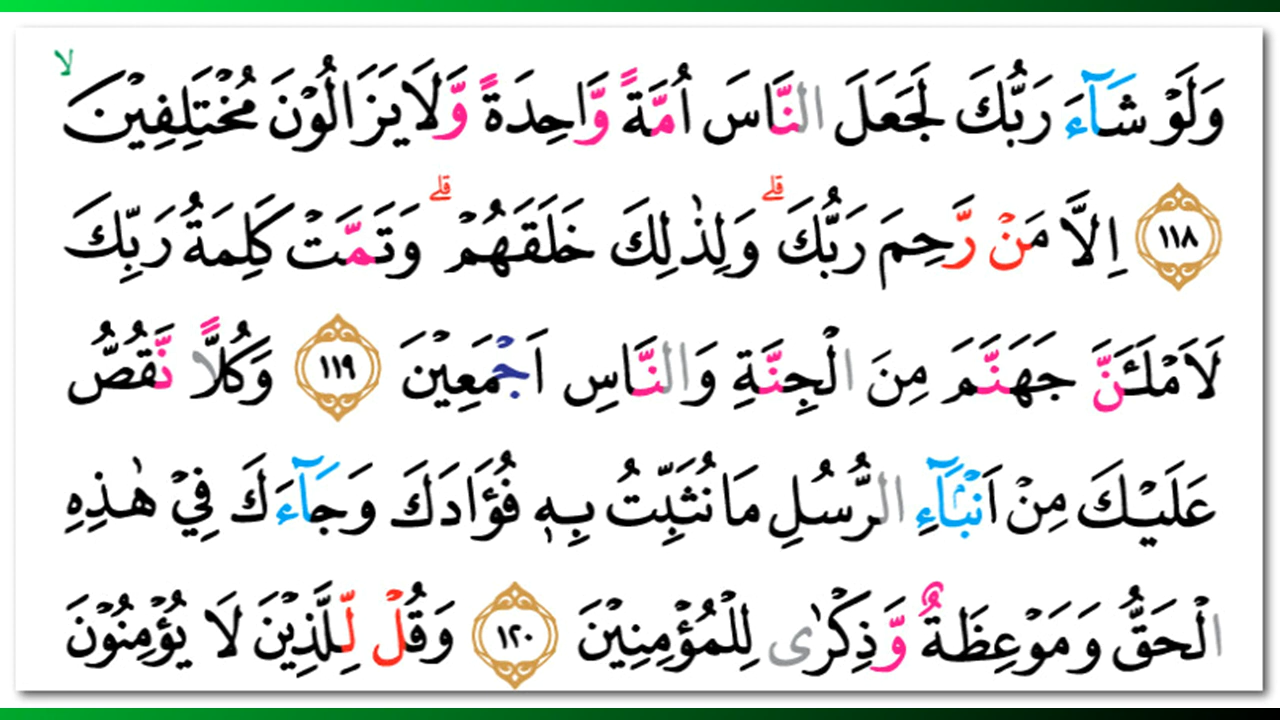 وَلَوْ شَآءَ رَبُّكَ لَجَعَلَ النَّاسَ اُمَّةً وَّاحِدَةً وَّلَا يَزَالُوْنَ مُخْتَلِفِيْنَ ۙ
۝١١٨ اِلَّا مَنْ رَّحِمَ رَبُّكَ ۗ وَلِذٰلِكَ خَلَقَهُمْ ۗ وَتَمَّتْ كَلِمَةُ رَبِّكَ
لَاَمْلَـَٔنَّ جَهَنَّمَ مِنَ الْجِنَّةِ وَالنَّاسِ اَجْمَعِيْنَ ۝١١٩ وَكُلًّا نَّقُصُّ
عَلَيْكَ مِنْ اَنْۢبَآءِ الرُّسُلِ مَا نُثَبِّتُ بِهٖ فُؤَادَكَ وَجَآءَكَ فِيْ هٰذِهِ
الْحَقُّ وَمَوْعِظَةٌ وَّذِكْرٰى لِلْمُؤْمِنِيْنَ ۝١٢٠ وَقُلْ لِّلَّذِيْنَ لَا يُؤْمِنُوْنَ